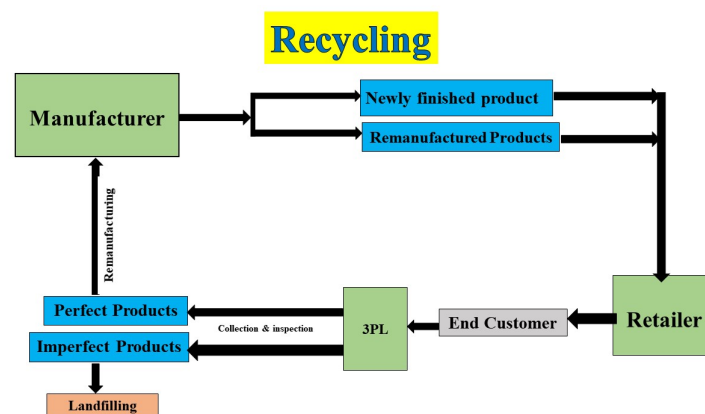 Recycling
Manufacturer
Newly finished product
Remanufactured Products
Remanufacturing
Perfect Products
Collection & inspection
3PL
End Customer
Retailer
Imperfect Products
Landfilling